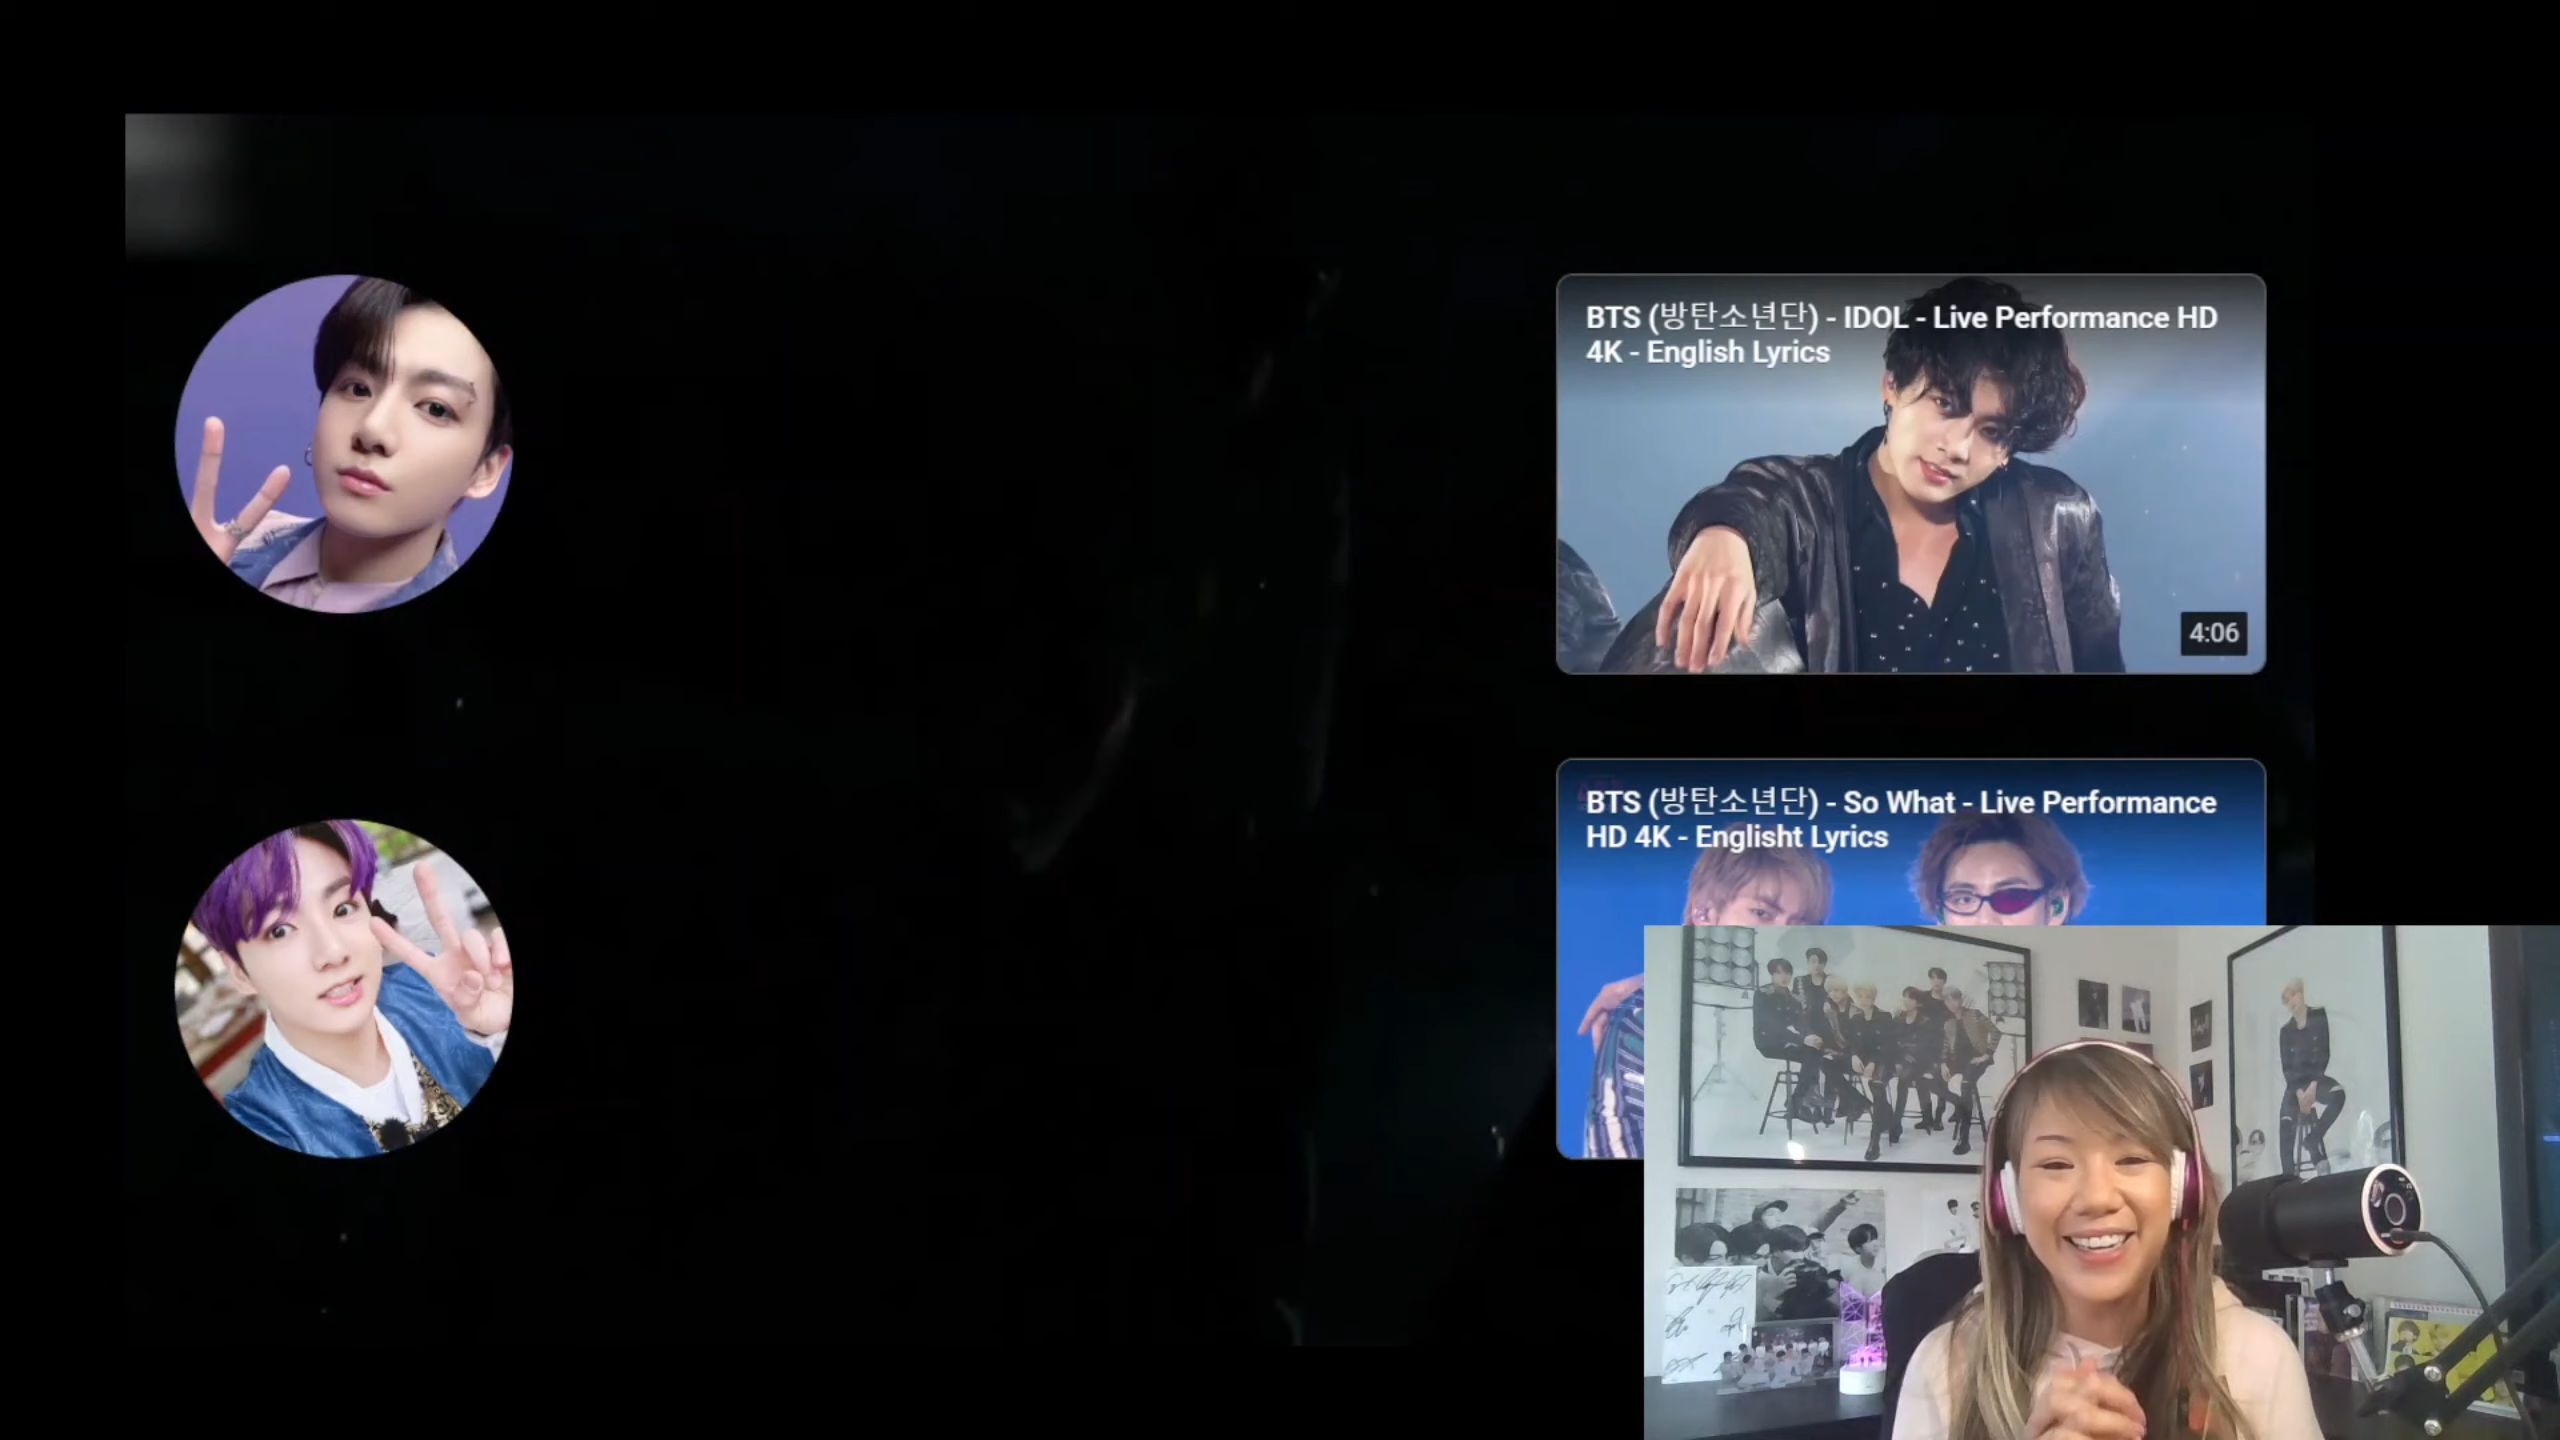 BTS (방탄소년단) - IDOL - Live Performance HD
4K - English Lyrics
4:06
BTS (방탄소년단) - So What - Live Performance
HD 4K - Englisht Lyrics